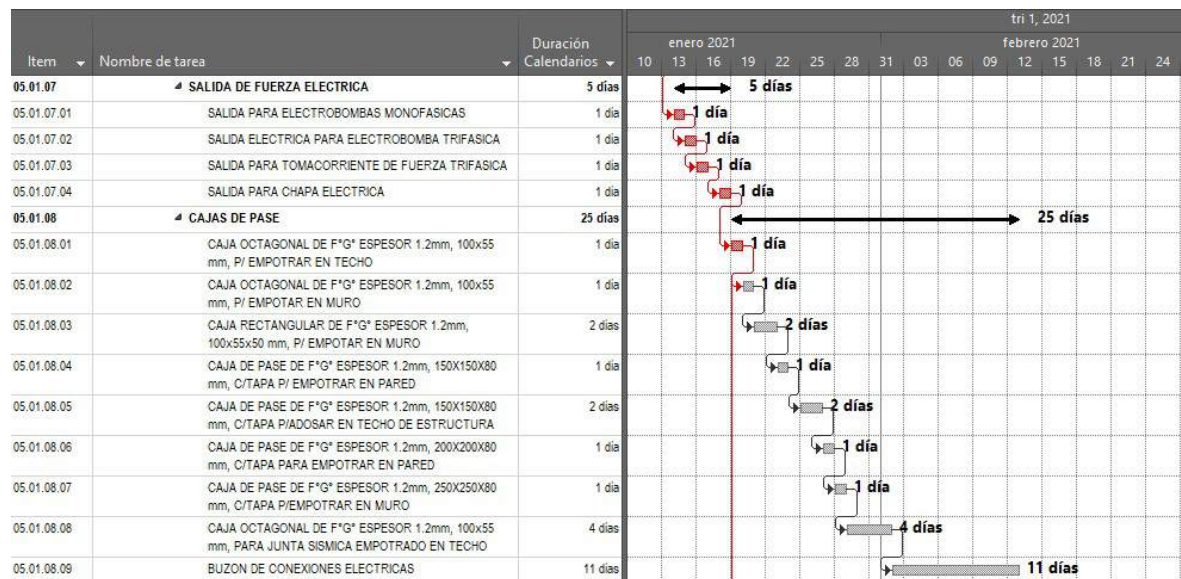 tri 1, 2021
Item Nombre de tarea Duración Calendarios enero 2021 febrero 2021
10 13 16 19 22 25 28 31 03 06 09 12 15 18 21 24
05.01.07 SALIDA DE FUERZA ELECTRICA 5 días 5 días
05.01.07.01 SALIDA PARA ELECTROBOMBAS MONOFASICAS 1 día 1 día
05.01.07.02 SALIDA ELECTRICA PARA ELECTROBOMBA TRIFASICA 1 día 1 día
05.01.07.03 SALIDA PARA TOMACORRIENTE DE FUERZA TRIFASICA 1 día 1 día
05.01.07.04 SALIDA PARA CHAPA ELECTRICA 1 día 1 día
05.01.08 CAJAS DE PASE 25 días 25 días
05.01.08.01 CAJA OCTAGONAL DE F°G° ESPESOR 1.2mm, 100x55 1 día 1 día
mm, P/ EMPOTRAR EN TECHO
05.01.08.02 CAJA OCTAGONAL DE F°G° ESPESOR 1.2mm, 100x55 1 día 1 día
mm, P/ EMPOTAR EN MURO
05.01.08.03 CAJA RECTANGULAR DE F°G° ESPESOR 1.2mm, 2 días 2 días
100x55x50 mm, P/ EMPOTAR EN MURO
05.01.08.04 CAJA DE PASE DE F°G° ESPESOR 1.2mm, 150X150X80 1 día 1 día
mm, C/TAPA P/ EMPOTRAR EN PARED
05.01.08.05 CAJA DE PASE DE F°G° ESPESOR 1.2mm, 150X150X80 2 días 2 días
mm, C/TAPA P/ADOSAR EN TECHO DE ESTRUCTURA
05.01.08.06 CAJA DE PASE DE F°G° ESPESOR 1.2mm, 200X200X80 1 día 1 día
mm, C/TAPA PARA EMPOTRAR EN PARED
05.01.08.07 CAJA DE PASE DE F°G° ESPESOR 1.2mm, 250X250X80 1 día 1 día
mm, C/TAPA P/EMPOTRAR EN MURO
05.01.08.08 CAJA OCTAGONAL DE F°G° ESPESOR 1.2mm, 100x55 4 días 4 días
mm, PARA JUNTA SISMICA EMPOTRADO EN TECHO
05.01.08.09 BUZON DE CONEXIONES ELECTRICAS 11 días 11 días